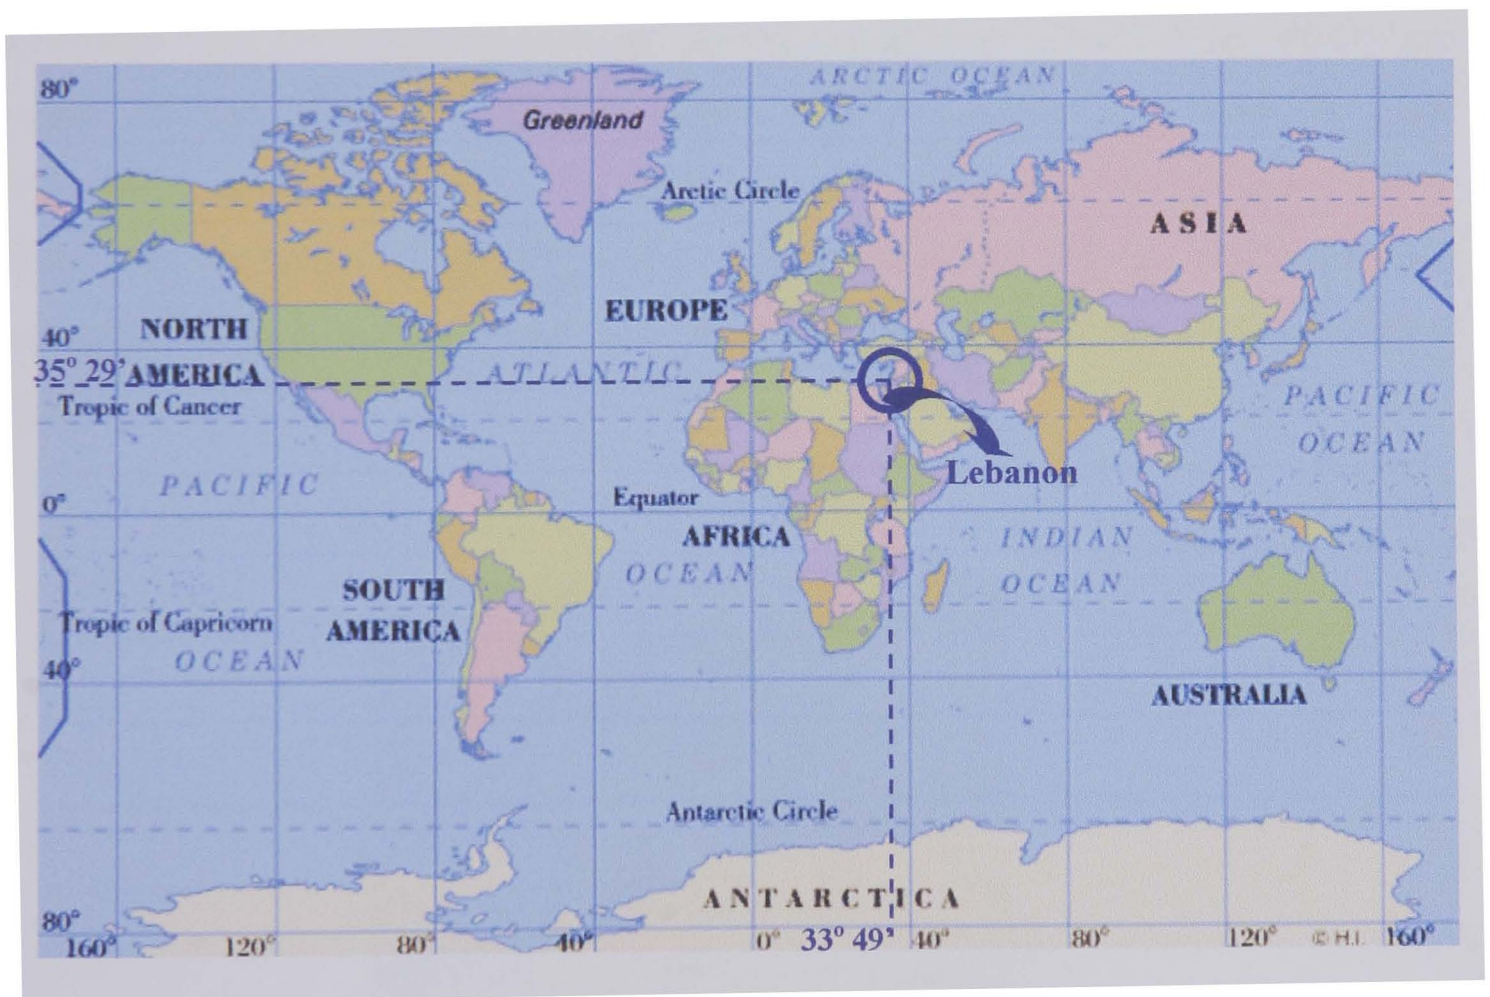 ARCTIC OCEAN
80°
Greenland
Arctic Circle
ASIA
EUROPE
NORTH
AMERICA
40°
35° 29'
ATLANTIC
Tropic of Cancer
PACIFIC
OCEAN
Lebanon
PACIFIC
Equator
0°
AFRICA
INDIAN
OCEAN
OCEAN
SOUTH
AMERICA
Tropic of Capricorn
OCEAN
40°
AUSTRALIA
Antarctic Circle
ANTARCTICA
80°
160° 120° 80° 40° 0° 33° 49' 40° 80° 120° © H.I. 160°